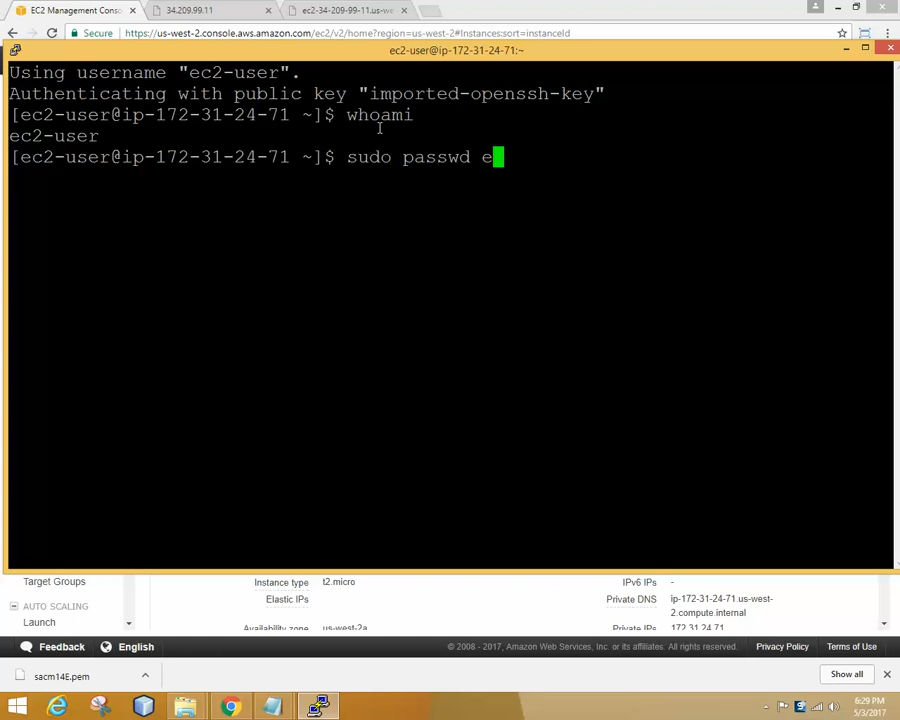 EC2 Management Conso
34.209.99.11
ec2-34-209-99-11.us-we
Secure
https://us-west-2.console.aws.amazon.com/ec2/v2/home?region=us-west-2#Instances:sort=instanceId
ec2-user@ip-172-31-24-71:~
Using username "ec2-user".
Authenticating with public key "imported-openssh-key"
[ec2-user@ip-172-31-24-71 ~]$ whoami
ec2-user
[ec2-user@ip-172-31-24-71 ~]$ sudo passwd e
Target Groups
Instance type t2.micro
IPv6 IPs -
AUTO SCALING
Elastic IPs
Private DNS ip-172-31-24-71.us-west-
2.compute.internal
Launch
Availability zone us-west-2a
Private IPs 172.31.24.71
Feedback
English
© 2008 - 2017, Amazon Web Services, Inc. or its affiliates. All rights reserved.
Privacy Policy
Terms of Use
sacm14E.pem
Show all
6:29 PM
5/3/2017